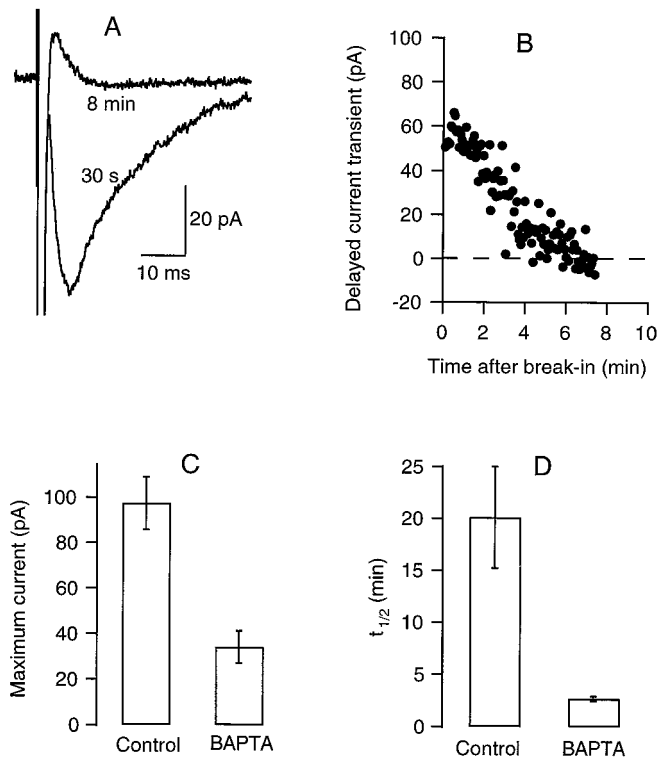 A
8 min
30 s
20 pA
10 ms
B
Delayed current transient (pA)
100
80
60
40
20
0
-20
0 2 4 6 8 10
Time after break-in (min)
C
Maximum current (pA)
100
80
60
40
20
0
Control BAPTA
D
t1/2 (min)
25
20
15
10
5
0
Control BAPTA